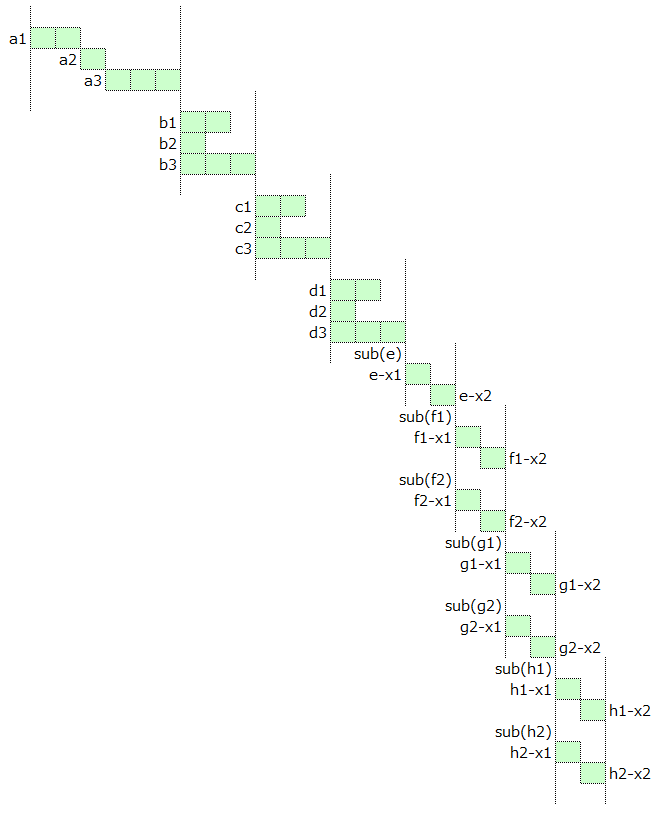 a1
a2
a3
b1
b2
b3
c1
c2
c3
d1
d2
d3
sub(e)
e-x1
e-x2
sub(f1)
f1-x1
f1-x2
sub(f2)
f2-x1
f2-x2
sub(g1)
g1-x1
g1-x2
sub(g2)
g2-x1
g2-x2
sub(h1)
h1-x1
h1-x2
sub(h2)
h2-x1
h2-x2